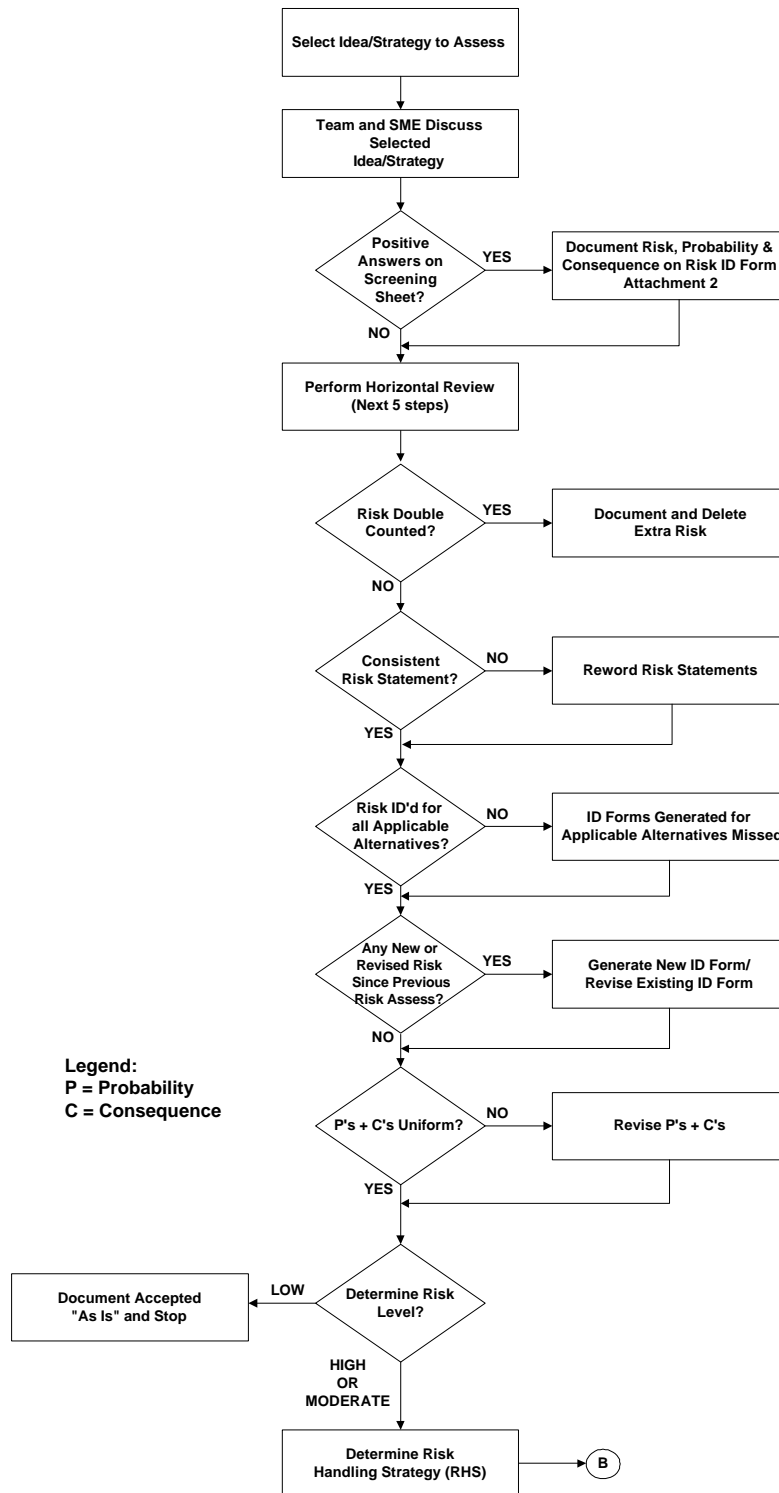 Select Idea/Strategy to Assess
Team and SME Discuss
Selected
Idea/Strategy
Positive
Answers on
Screening
Sheet?
YES
Document Risk, Probability &
Consequence on Risk ID Form
Attachment 2
NO
Perform Horizontal Review
(Next 5 steps)
Risk Double
Counted?
YES
Document and Delete
Extra Risk
NO
Consistent
Risk Statement?
NO
Reword Risk Statements
YES
Risk ID'd for
all Applicable
Alternatives?
NO
ID Forms Generated for
Applicable Alternatives Missed
YES
Any New or
Revised Risk
Since Previous
Risk Assess?
YES
Generate New ID Form/
Revise Existing ID Form
NO
Legend:
P = Probability
C = Consequence
P's + C's Uniform?
NO
Revise P's + C's
YES
Determine Risk
Level?
LOW
Document Accepted
"As Is" and Stop
HIGH
OR
MODERATE
Determine Risk
Handling Strategy (RHS)
B